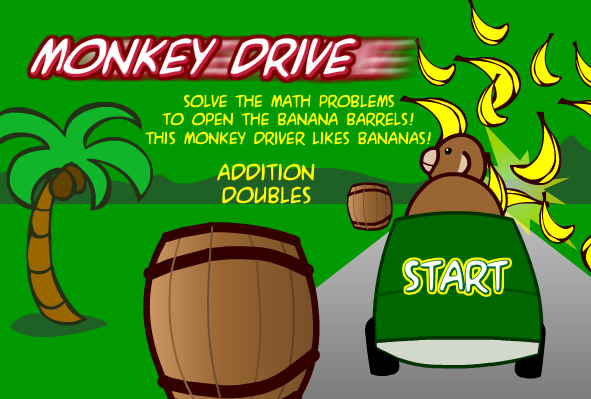 MONKEY DRIVE
SOLVE THE MATH PROBLEMS
TO OPEN THE BANANA BARRELS!
THIS MONKEY DRIVER LIKES BANANAS!
ADDITION
DOUBLES
START